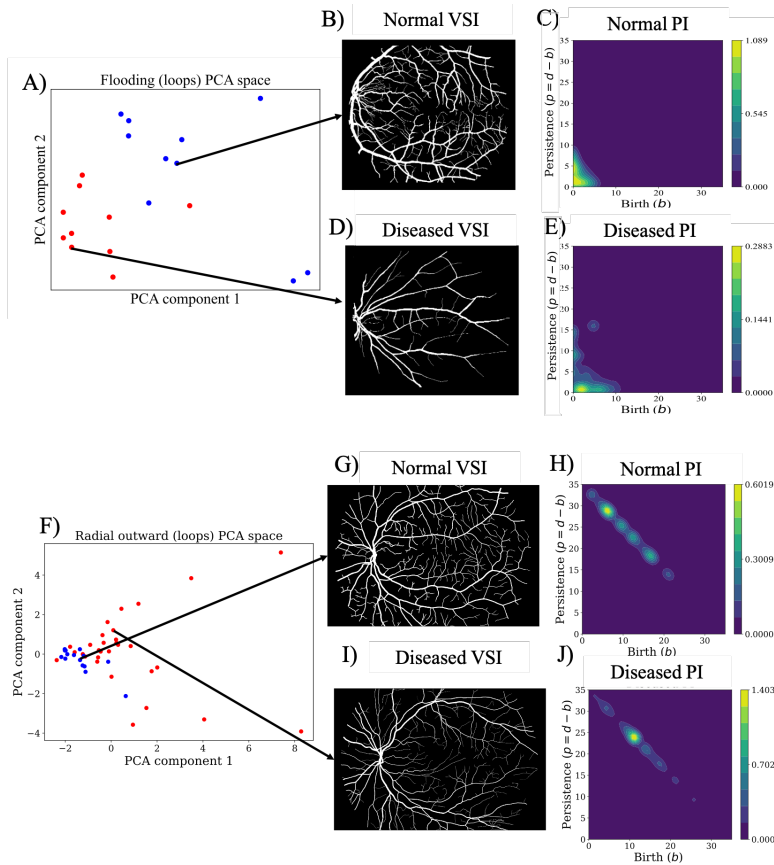 B)
Normal VSI
C)
Normal PI
A)
Flooding (loops) PCA space
PCA component 2
PCA component 1
Persistence (p = d − b)
35
30
25
20
15
10
5
0
0
10
20
30
Birth (b)
1.089
0.545
0.000
D)
Diseased VSI
E)
Diseased PI
Persistence (p = d − b)
35
30
25
20
15
10
5
0
0
10
20
30
Birth (b)
0.2883
0.1441
0.0000
G)
Normal VSI
H)
Normal PI
F)
Radial outward (loops) PCA space
PCA component 2
4
2
0
−2
−4
−2
0
2
4
6
8
PCA component 1
Persistence (p = d − b)
35
30
25
20
15
10
5
0
0
10
20
30
Birth (b)
0.6019
0.3009
0.0000
I)
Diseased VSI
J)
Diseased PI
Persistence (p = d − b)
35
30
25
20
15
10
5
0
0
10
20
30
Birth (b)
1.403
0.702
0.000